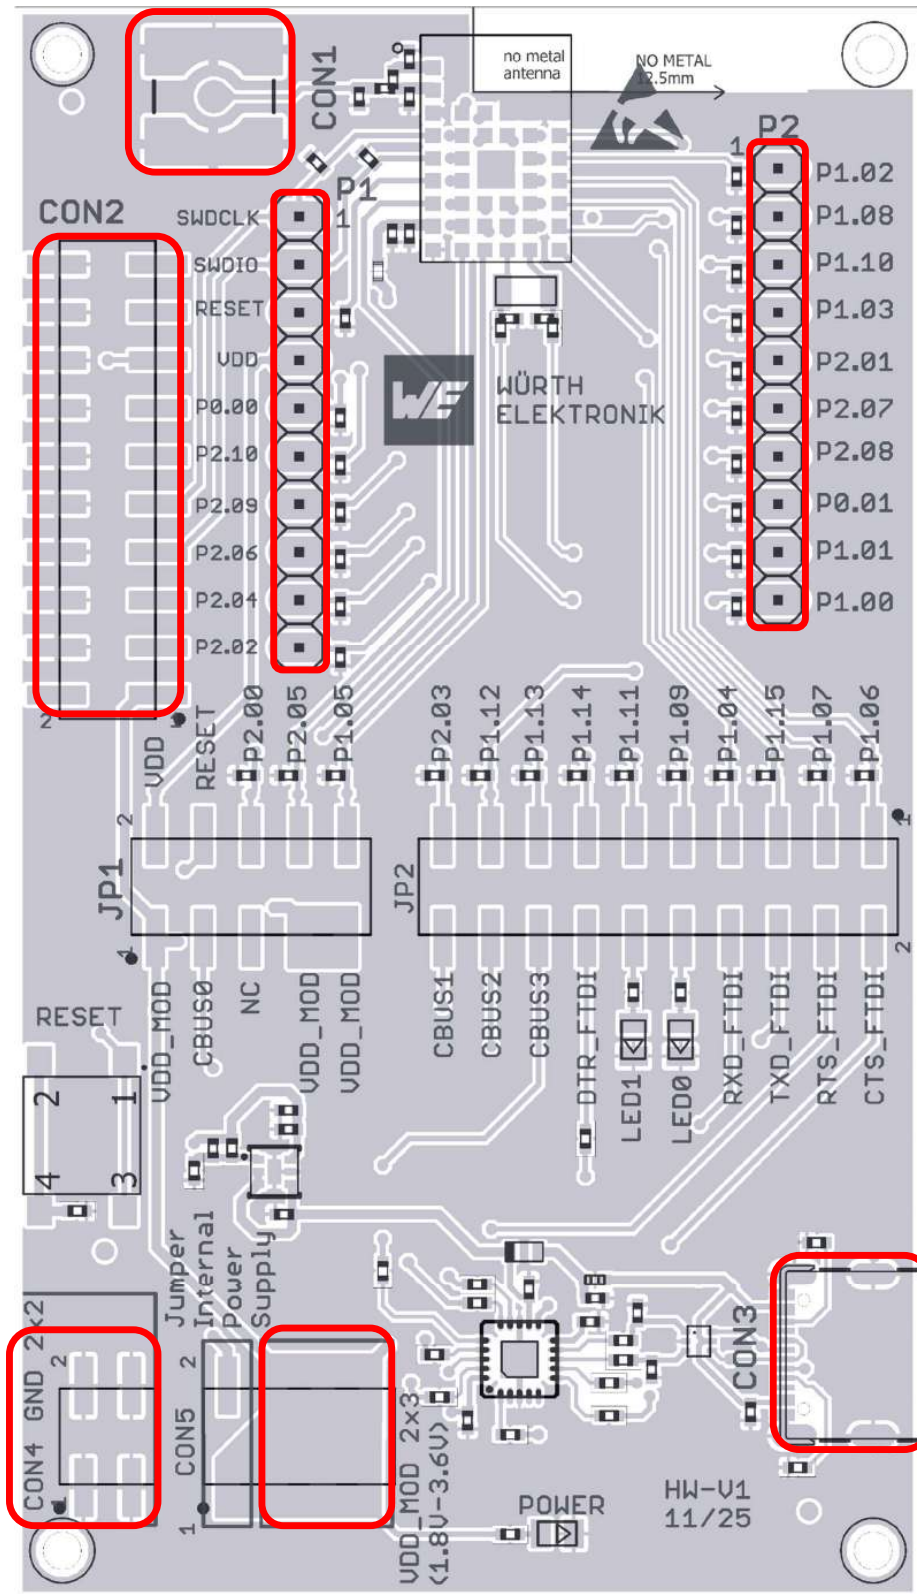 no metal
antenna
NO METAL
12.5mm
CON1
P2
1
P1.02
P1.08
P1.10
P1.03
P2.01
P2.07
P2.08
P0.01
P1.01
P1.00
P1
1
CON2
SWDCLK
SWDIO
RESET
VDD
P0.00
P2.10
P2.09
P2.06
P2.04
P2.02
2
1
WE
WÜRTH
ELEKTRONIK
VDD
RESET
P2.00
P2.05
P1.05
P2.03
P1.12
P1.13
P1.14
P1.11
P1.09
P1.04
P1.15
P1.07
P1.06
2
JP1
1
JP2
1
2
VDD_MOD
CBUS0
NC
VDD_MOD
VDD_MOD
CBUS1
CBUS2
CBUS3
DTR_FTDI
LED1
LED0
RXD_FTDI
TXD_FTDI
RTS_FTDI
CTS_FTDI
RESET
2 1
4 3
Jumper
Internal
Power
Supply
CON4 GND 2x2
2
1
CON5
2
1
VDD_MOD 2x3
(1.8V-3.6V)
CON3
POWER
HW-V1
11/25